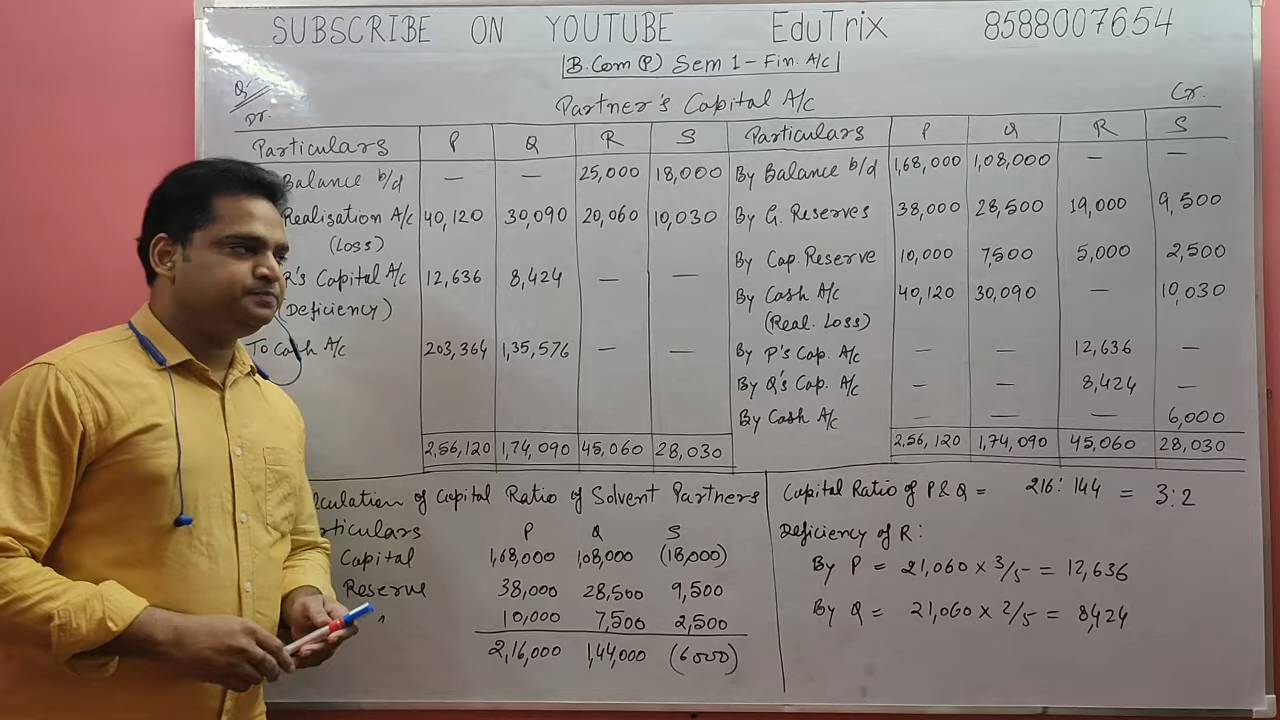 SUBSCRIBE ON YOUTUBE EduTrix 8588007654
B.Com (P) Sem 1 - Fin. A/c
Q:
Dr. Partner's Capital A/c Cr.
Particulars P Q R S Particulars P Q R S
Balance b/d — — 25,000 18,000 By Balance b/d 1,68,000 1,08,000 — —
Realisation A/c 40,120 30,090 20,060 10,030 By G. Reserves 38,000 28,500 19,000 9,500
(Loss)
R's Capital A/c 12,636 8,424 — — By Cap. Reserve 10,000 7,500 5,000 2,500
(Deficiency) By Cash A/c 40,120 30,090 — 10,030
(Real. Loss)
To Cash A/c 203,364 1,35,576 — — By P's Cap. A/c — — 12,636 —
By Q's Cap. A/c — — 8,424 —
By Cash A/c — — — 6,000
2,56,120 1,74,090 45,060 28,030 2,56,120 1,74,090 45,060 28,030
lculation of Capital Ratio of Solvent Partners
rticulars P Q S
Capital 1,68,000 1,08,000 (18,000)
Reserve 38,000 28,500 9,500
" 10,000 7,500 2,500
2,16,000 1,44,000 (6000)
Capital Ratio of P & Q = 216 : 144 = 3:2
Deficiency of R:
By P = 21,060 × 3/5 = 12,636
By Q = 21,060 × 2/5 = 8,424